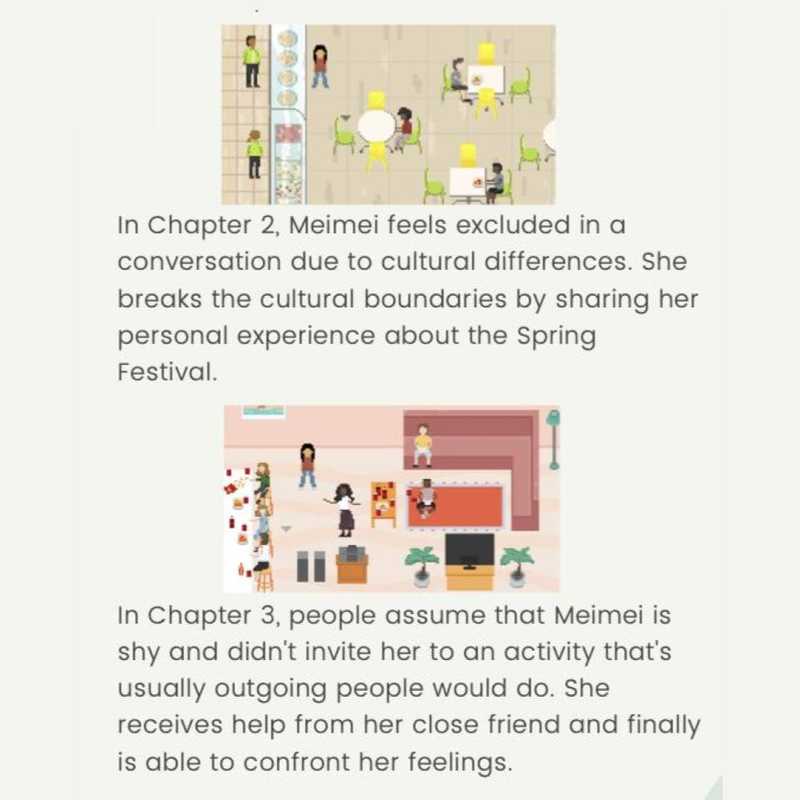 In Chapter 2, Meimei feels excluded in a
conversation due to cultural differences. She
breaks the cultural boundaries by sharing her
personal experience about the Spring
Festival.
In Chapter 3, people assume that Meimei is
shy and didn't invite her to an activity that's
usually outgoing people would do. She
receives help from her close friend and finally
is able to confront her feelings.